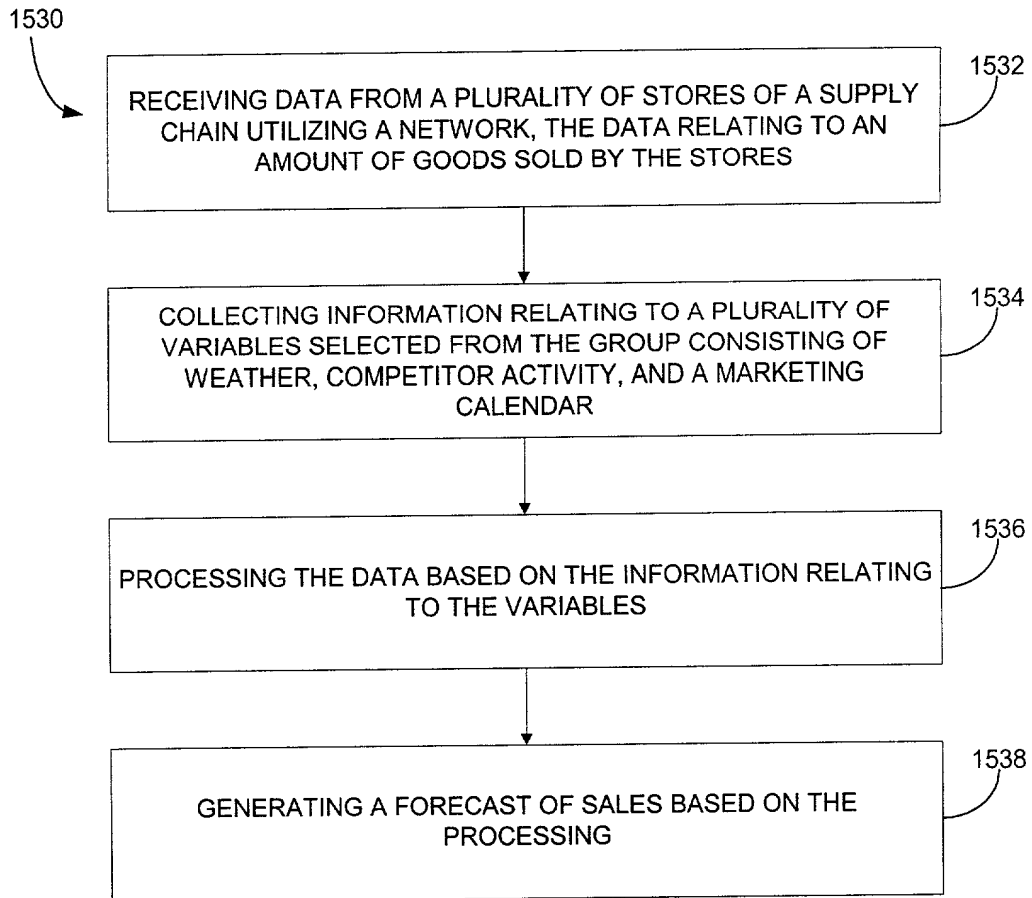 1530
1532
RECEIVING DATA FROM A PLURALITY OF STORES OF A SUPPLY
CHAIN UTILIZING A NETWORK, THE DATA RELATING TO AN
AMOUNT OF GOODS SOLD BY THE STORES
1534
COLLECTING INFORMATION RELATING TO A PLURALITY OF
VARIABLES SELECTED FROM THE GROUP CONSISTING OF
WEATHER, COMPETITOR ACTIVITY, AND A MARKETING
CALENDAR
1536
PROCESSING THE DATA BASED ON THE INFORMATION RELATING
TO THE VARIABLES
1538
GENERATING A FORECAST OF SALES BASED ON THE
PROCESSING